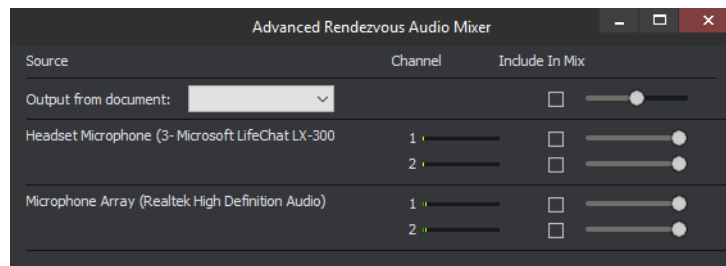 Advanced Rendezvous Audio Mixer
Source Channel Include In Mix
Output from document:
Headset Microphone (3- Microsoft LifeChat LX-300 1
2
Microphone Array (Realtek High Definition Audio) 1
2